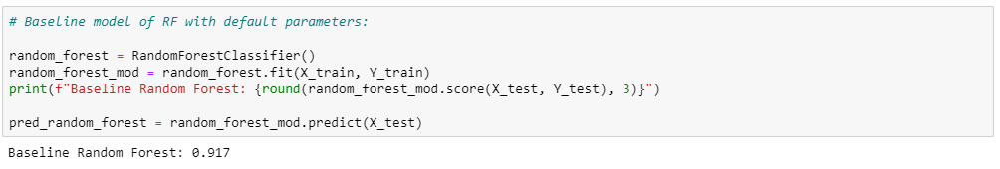 # Baseline model of RF with default parameters:
random_forest = RandomForestClassifier()
random_forest_mod = random_forest.fit(X_train, Y_train)
print(f"Baseline Random Forest: {round(random_forest_mod.score(X_test, Y_test), 3)}")
pred_random_forest = random_forest_mod.predict(X_test)
Baseline Random Forest: 0.917